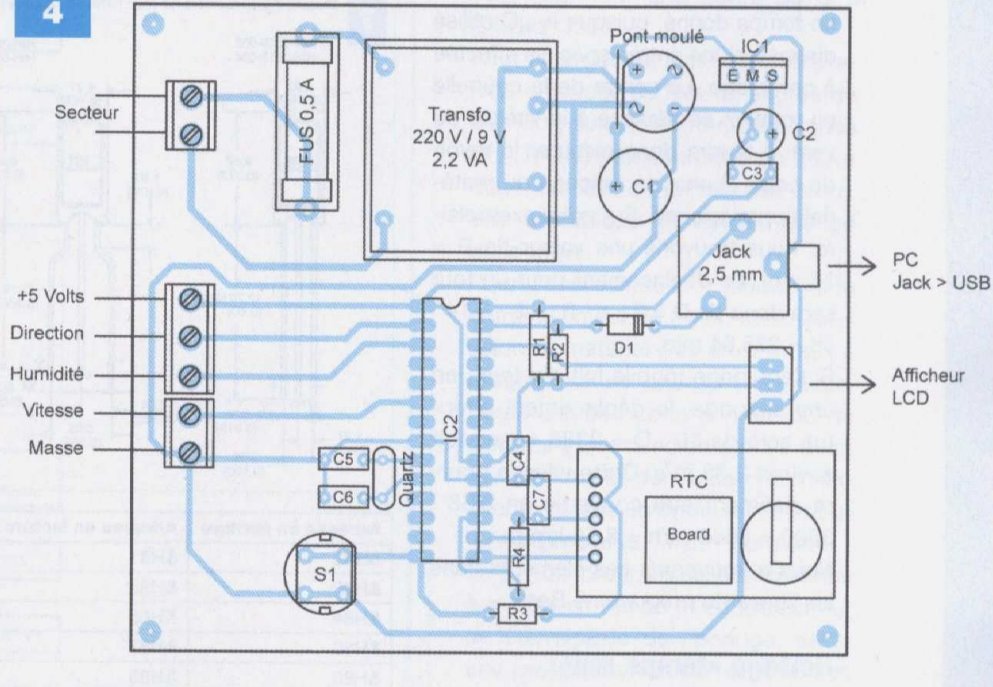 4
Pont moulé
IC1
+ ~
E M S
~ −
FUS 0,5 A
Transfo
220 V / 9 V
2,2 VA
Secteur
+ C2
C3
+ C1
Jack
2,5 mm
PC
Jack > USB
+5 Volts
Direction
Humidité
Vitesse
Masse
R1
R2
D1
Afficheur
LCD
IC2
C5
C6
Quartz
C4
C7
R4
RTC
Board
S1
R3